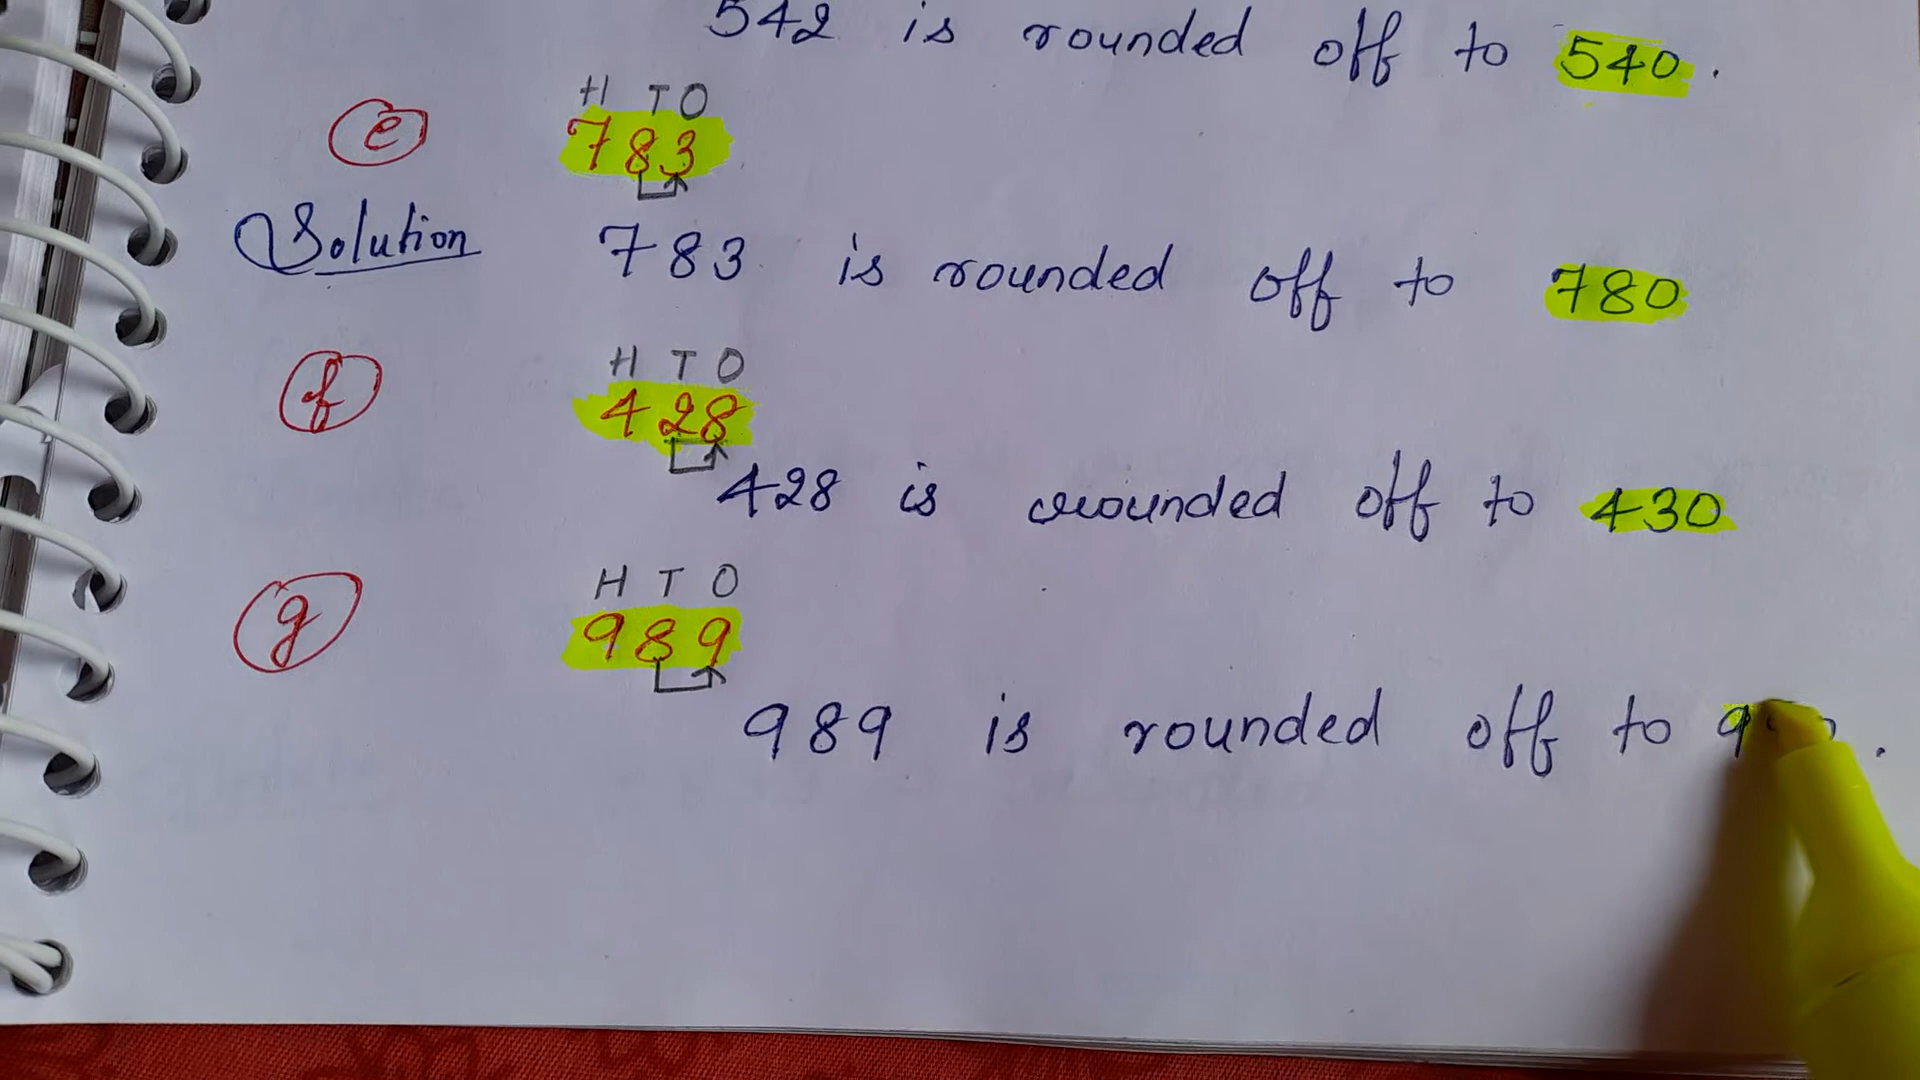 542 is rounded off to 540.
H T O
e 783
Solution 783 is rounded off to 780
H T O
f 428
428 is rounded off to 430
H T O
g 989
989 is rounded off to